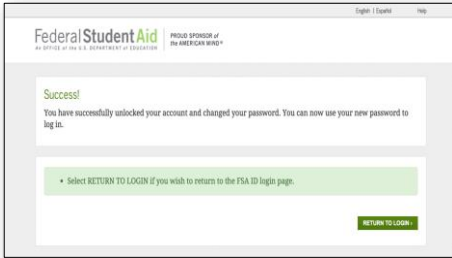 English | Español Help
Federal Student Aid
An OFFICE of the U.S. DEPARTMENT of EDUCATION
PROUD SPONSOR of
the AMERICAN MIND®
Success!
You have successfully unlocked your account and changed your password. You can now use your new password to
log in.
• Select RETURN TO LOGIN if you wish to return to the FSA ID login page.
RETURN TO LOGIN ›